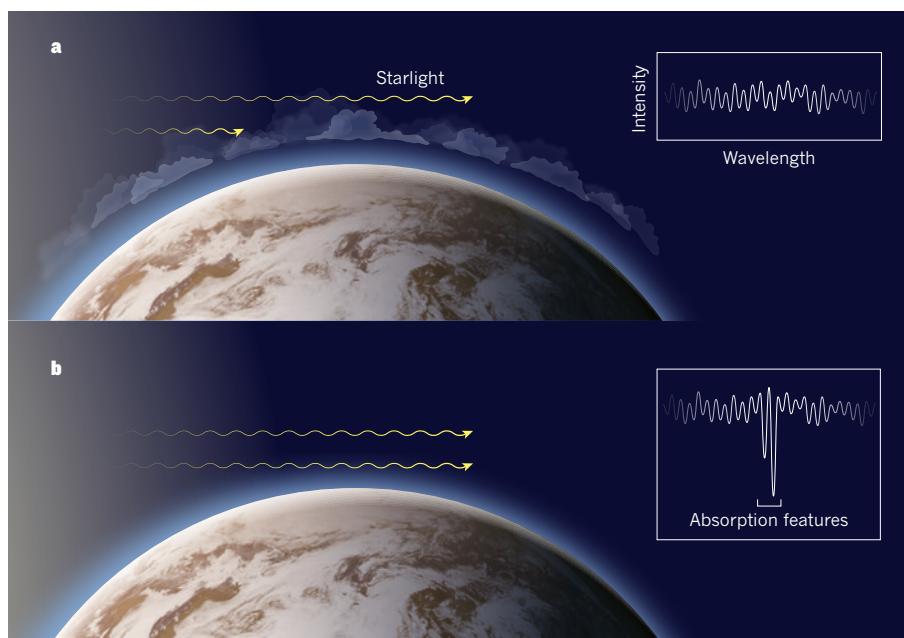 a
Starlight
Intensity
Wavelength
b
Absorption features